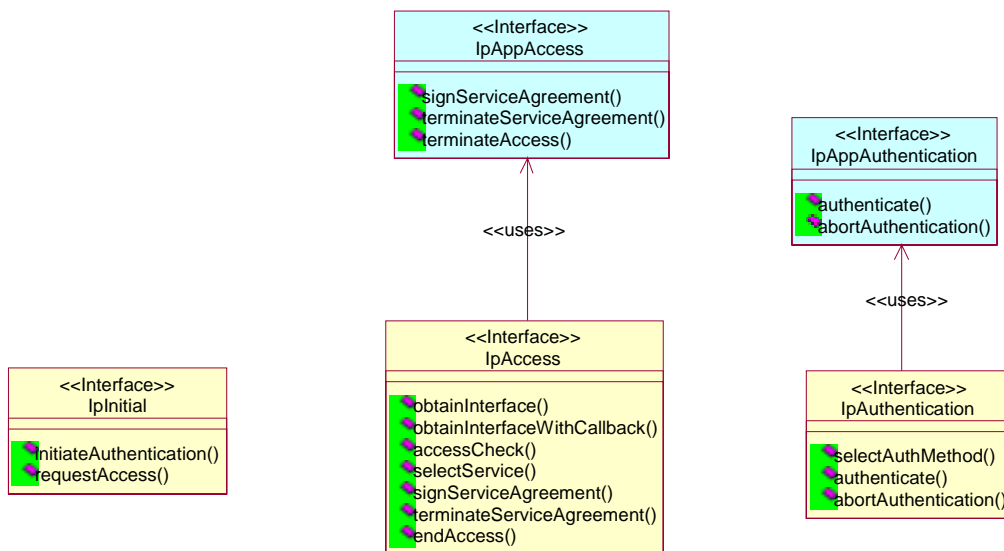 <<Interface>>
IpAppAccess
signServiceAgreement()
terminateServiceAgreement()
terminateAccess()
<<Interface>>
IpAppAuthentication
authenticate()
abortAuthentication()
<<uses>>
<<uses>>
<<Interface>>
IpInitial
initiateAuthentication()
requestAccess()
<<Interface>>
IpAccess
obtainInterface()
obtainInterfaceWithCallback()
accessCheck()
selectService()
signServiceAgreement()
terminateServiceAgreement()
endAccess()
<<Interface>>
IpAuthentication
selectAuthMethod()
authenticate()
abortAuthentication()